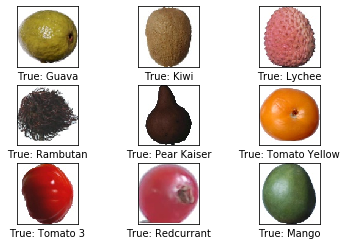 True: Guava
True: Kiwi
True: Lychee
True: Rambutan
True: Pear Kaiser
True: Tomato Yellow
True: Tomato 3
True: Redcurrant
True: Mango